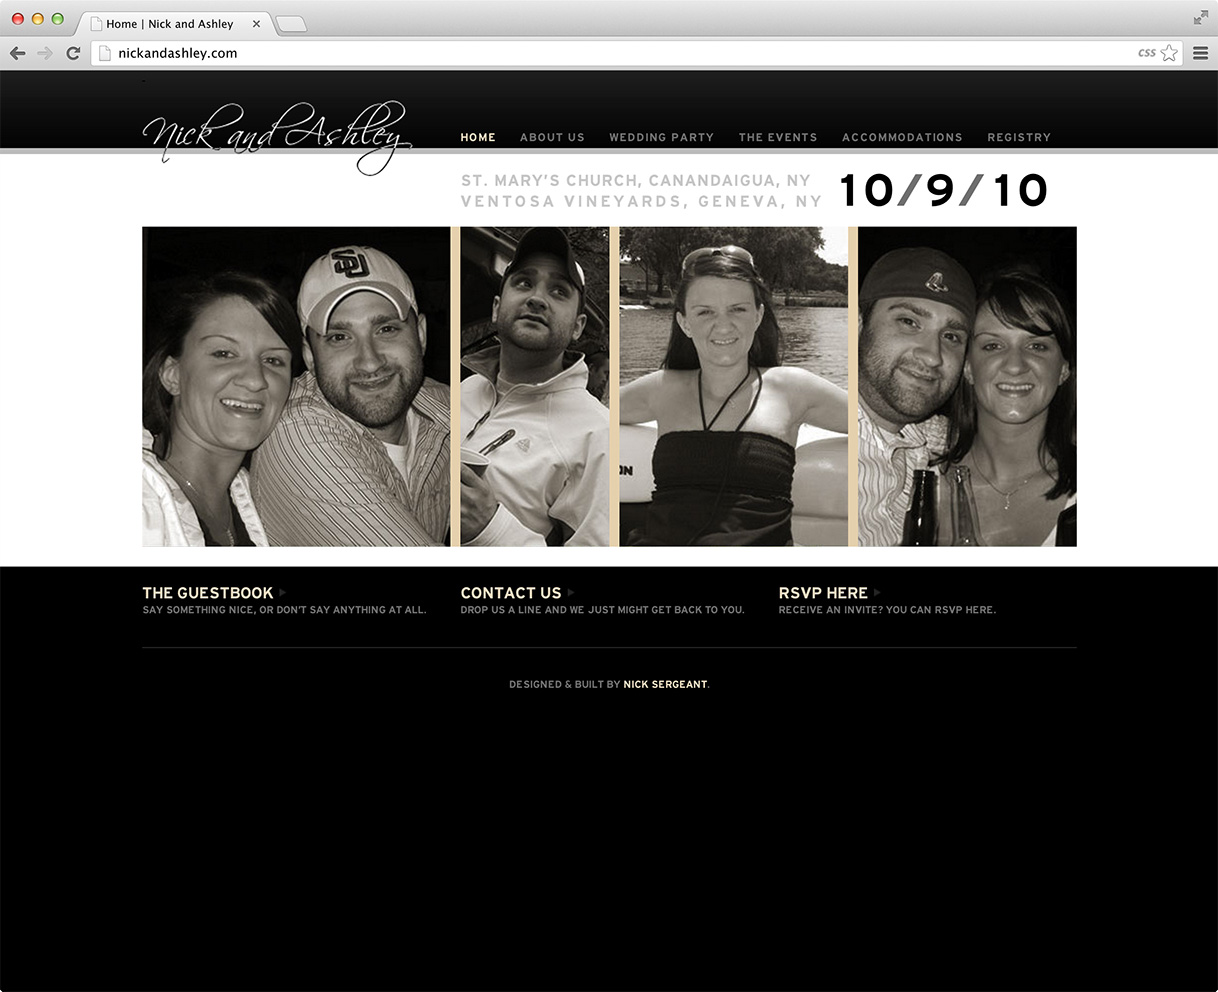 Home | Nick and Ashley
nickandashley.com
CSS
Nick and Ashley
HOME ABOUT US WEDDING PARTY THE EVENTS ACCOMMODATIONS REGISTRY
ST. MARY'S CHURCH, CANANDAIGUA, NY
VENTOSA VINEYARDS, GENEVA, NY
10/9/10
SU
ON
THE GUESTBOOK
SAY SOMETHING NICE, OR DON'T SAY ANYTHING AT ALL.
CONTACT US
DROP US A LINE AND WE JUST MIGHT GET BACK TO YOU.
RSVP HERE
RECEIVE AN INVITE? YOU CAN RSVP HERE.
DESIGNED & BUILT BY NICK SERGEANT.